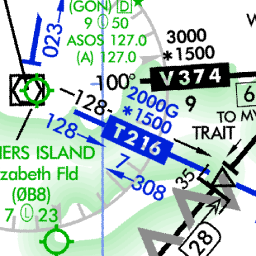 (GON) D
9 L 50
ASOS 127.0
(A) 127.0
3000
*1500
023
100°
V374
128
2000G
*1500
9
6
TO MV
128
T216
TRAIT
ERS ISLAND
zabeth Fld
(0B8)
7 L 23
7
308
35
28